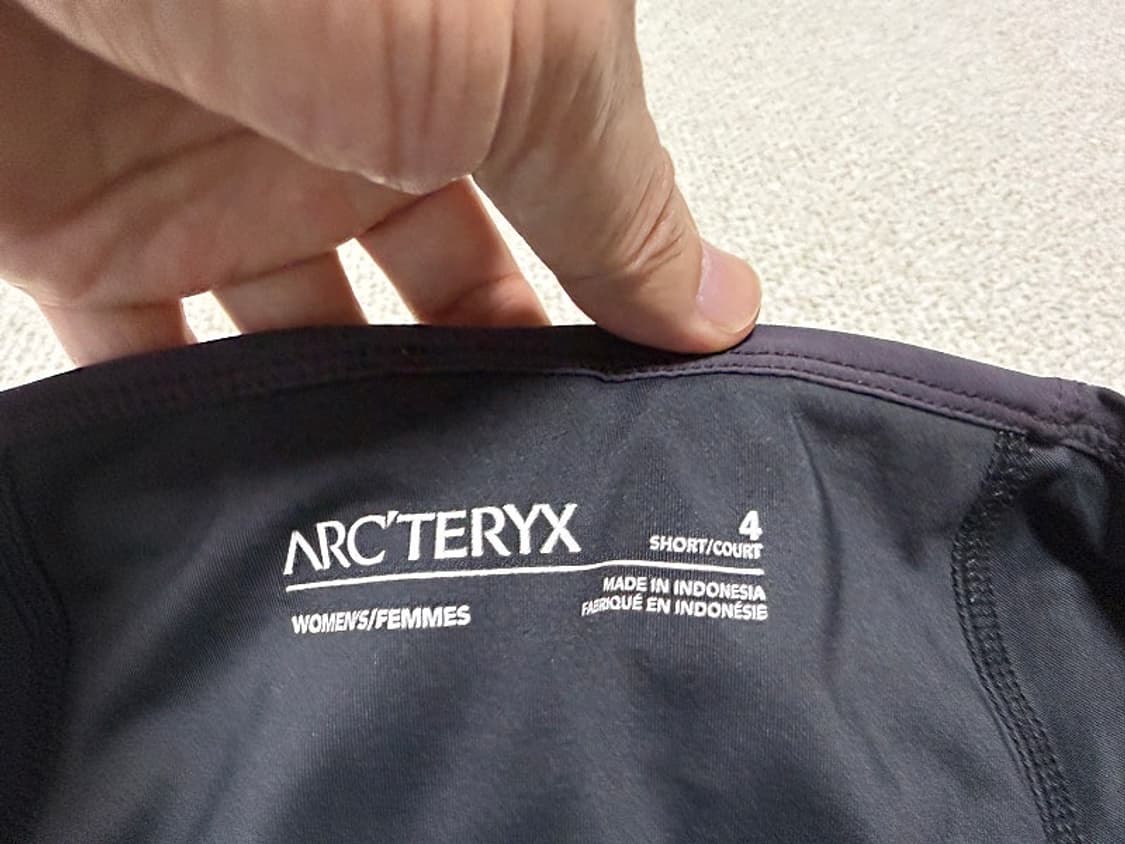 ARC'TERYX
4
SHORT/COURT
WOMEN'S/FEMMES
MADE IN INDONESIA
FABRIQUÉ EN INDONÉSIE